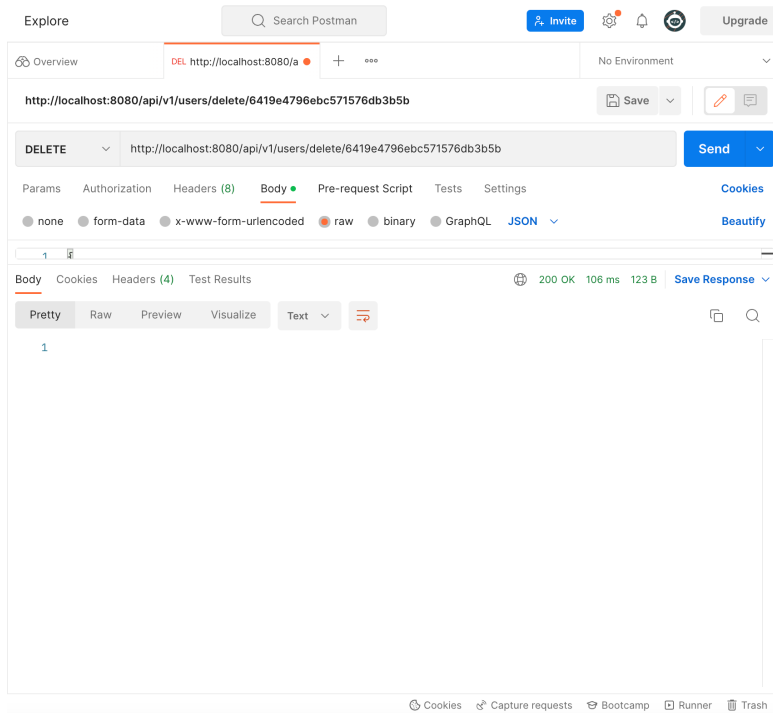 Explore
Search Postman
Invite
Upgrade
Overview
DEL http://localhost:8080/a
No Environment
http://localhost:8080/api/v1/users/delete/6419e4796ebc571576db3b5b
Save
DELETE
http://localhost:8080/api/v1/users/delete/6419e4796ebc571576db3b5b
Send
Params Authorization Headers (8) Body Pre-request Script Tests Settings Cookies
none form-data x-www-form-urlencoded raw binary GraphQL JSON Beautify
1 {
Body Cookies Headers (4) Test Results 200 OK 106 ms 123 B Save Response
Pretty Raw Preview Visualize Text
1
Cookies Capture requests Bootcamp Runner Trash